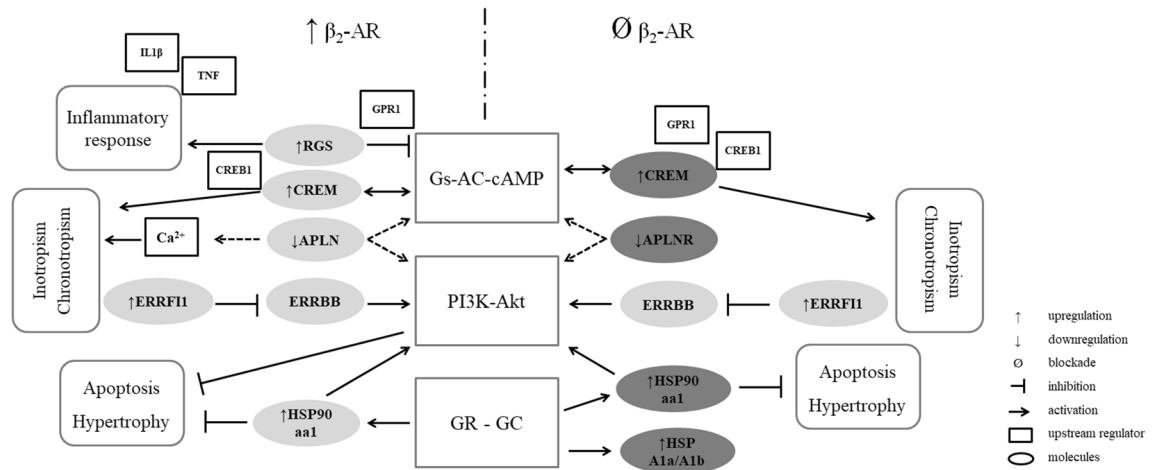 ↑ β₂-AR
Ø β₂-AR
IL1β
TNF
Inflammatory
response
GPR1
↑RGS
CREB1
↑CREM
Gs-AC-cAMP
GPR1
CREB1
↑CREM
Inotropism
Chronotropism
Ca²⁺
↓APLN
↓APLNR
Inotropism
Chronotropism
↑ERRFI1
ERRBB
PI3K-Akt
ERRBB
↑ERRFI1
Apoptosis
Hypertrophy
↑HSP90
aa1
GR - GC
↑HSP90
aa1
↑HSP
A1a/A1b
Apoptosis
Hypertrophy
↑ upregulation
↓ downregulation
Ø blockade
inhibition
activation
upstream regulator
molecules